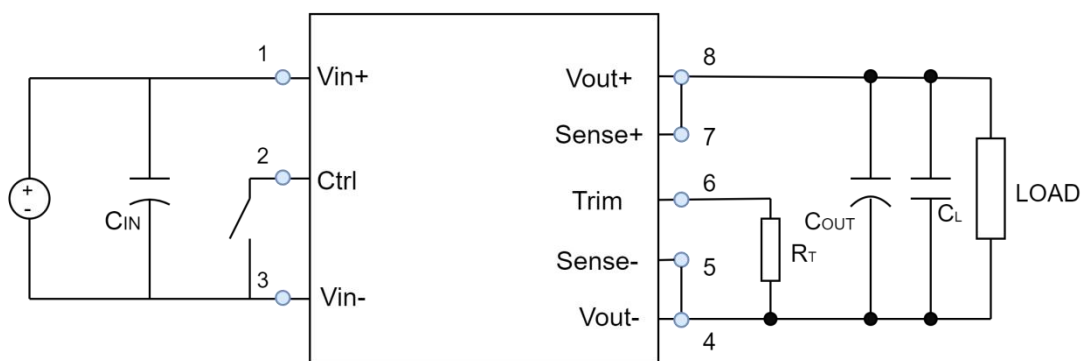 1
Vin+
2
Ctrl
3
Vin-
+
-
CIN
Vout+
8
Sense+
7
Trim
6
Sense-
5
Vout-
4
RT
COUT
CL
LOAD